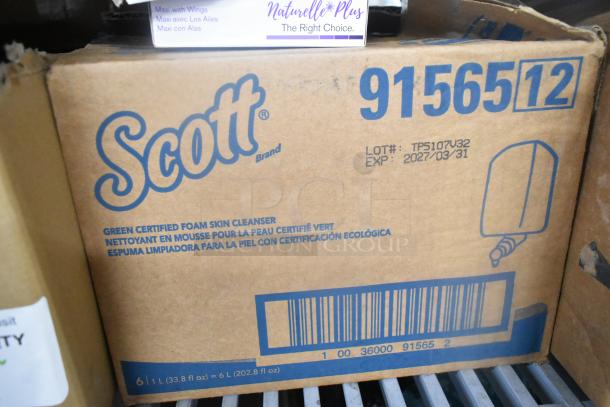 Maxi with Wings
Maxi avec Les Ailes
Maxi con Alas
Naturelle® Plus
The Right Choice.
Scott®
Brand
91565 12
LOT#: TP5107V32
EXP: 2027/03/31
GREEN CERTIFIED FOAM SKIN CLEANSER
NETTOYANT EN MOUSSE POUR LA PEAU CERTIFIÉ VERT
ESPUMA LIMPIADORA PARA LA PIEL CON CERTIFICACIÓN ECOLÓGICA
GROUP
1 00 36000 91565 2
6 | 1 L (33.8 fl oz) = 6 L (202.8 fl oz)